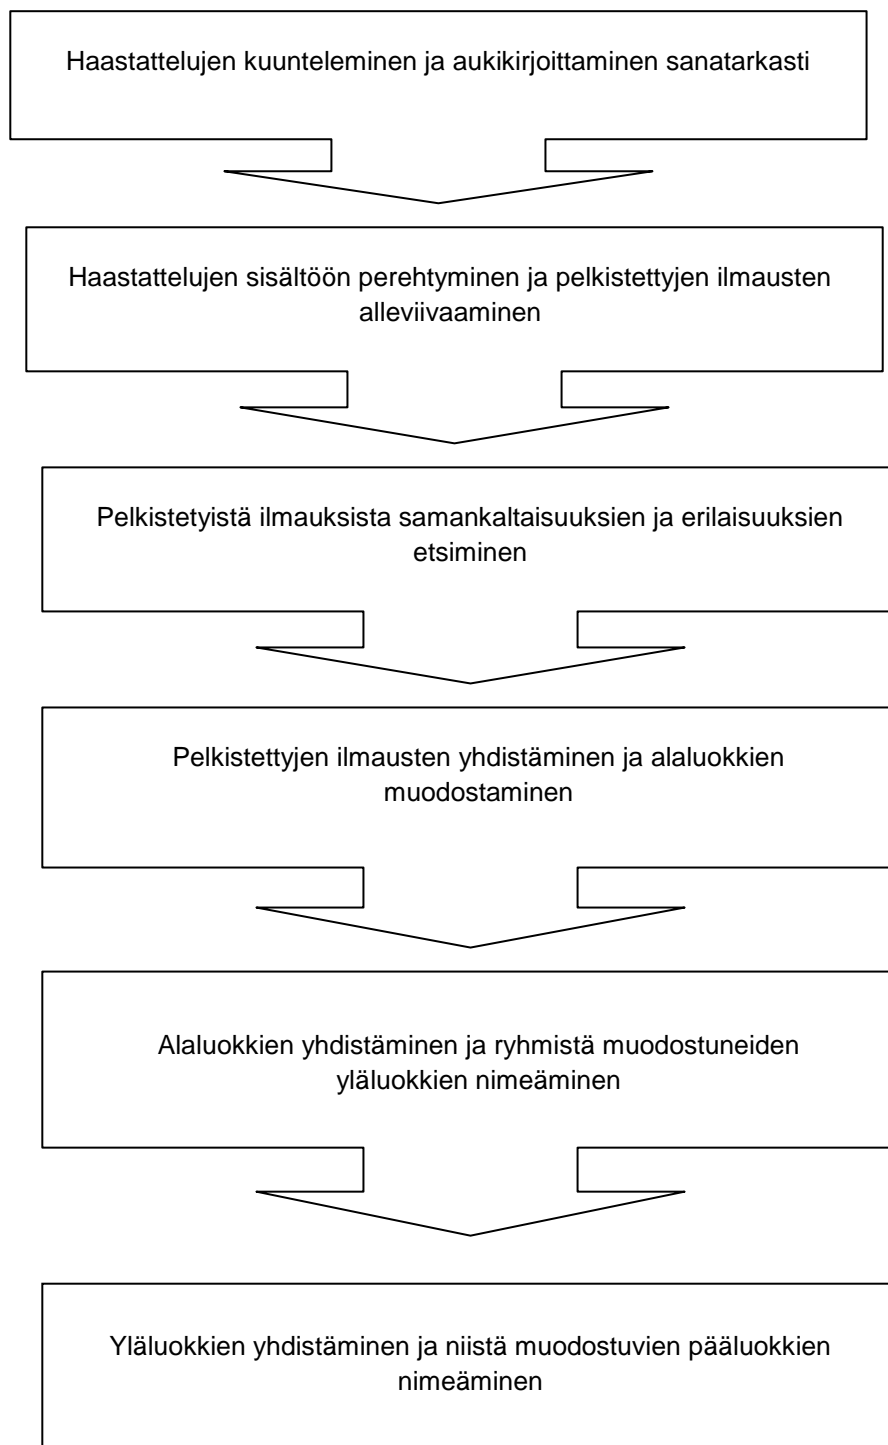 Haastattelujen kuunteleminen ja aukikirjoittaminen sanatarkasti
Haastattelujen sisältöön perehtyminen ja pelkistettyjen ilmausten
alleviivaaminen
Pelkistetyistä ilmauksista samankaltaisuuksien ja erilaisuuksien
etsiminen
Pelkistettyjen ilmausten yhdistäminen ja alaluokkien
muodostaminen
Alaluokkien yhdistäminen ja ryhmistä muodostuneiden
yläluokkien nimeäminen
Yläluokkien yhdistäminen ja niistä muodostuvien pääluokkien
nimeäminen